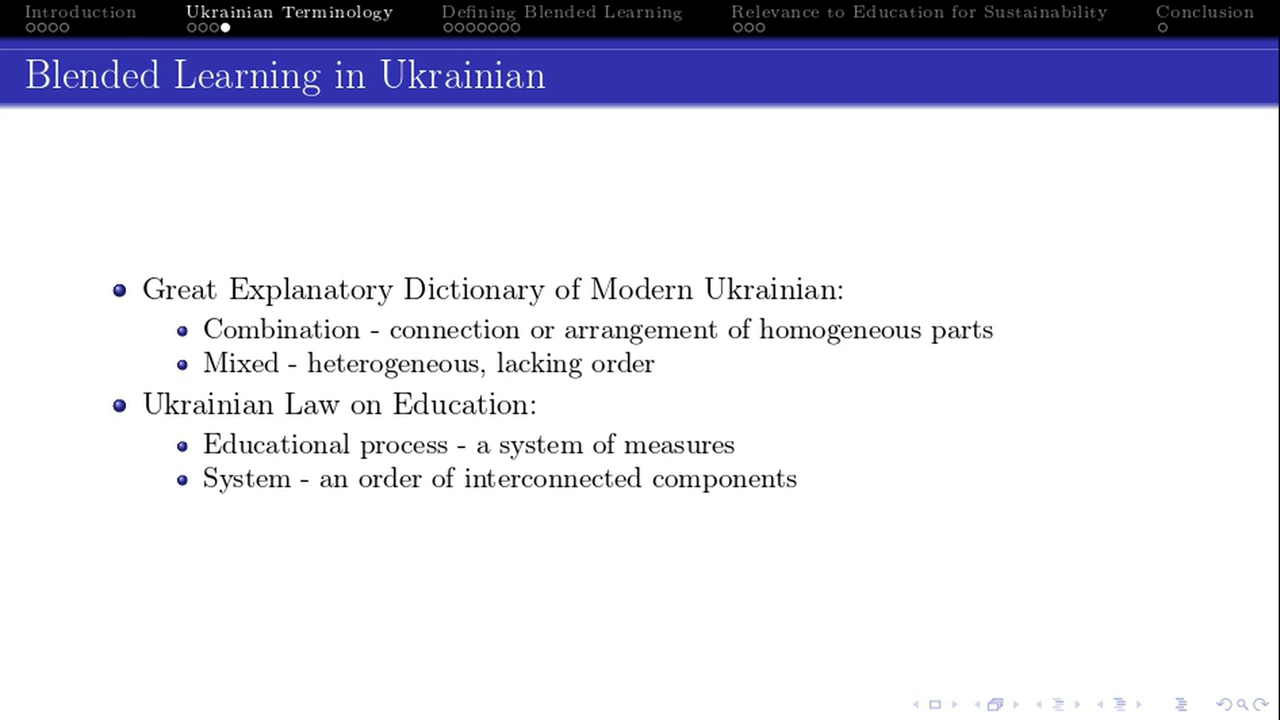 Introduction
Ukrainian Terminology
Defining Blended Learning
Relevance to Education for Sustainability
Conclusion
Blended Learning in Ukrainian
Great Explanatory Dictionary of Modern Ukrainian:
Combination - connection or arrangement of homogeneous parts
Mixed - heterogeneous, lacking order
Ukrainian Law on Education:
Educational process - a system of measures
System - an order of interconnected components